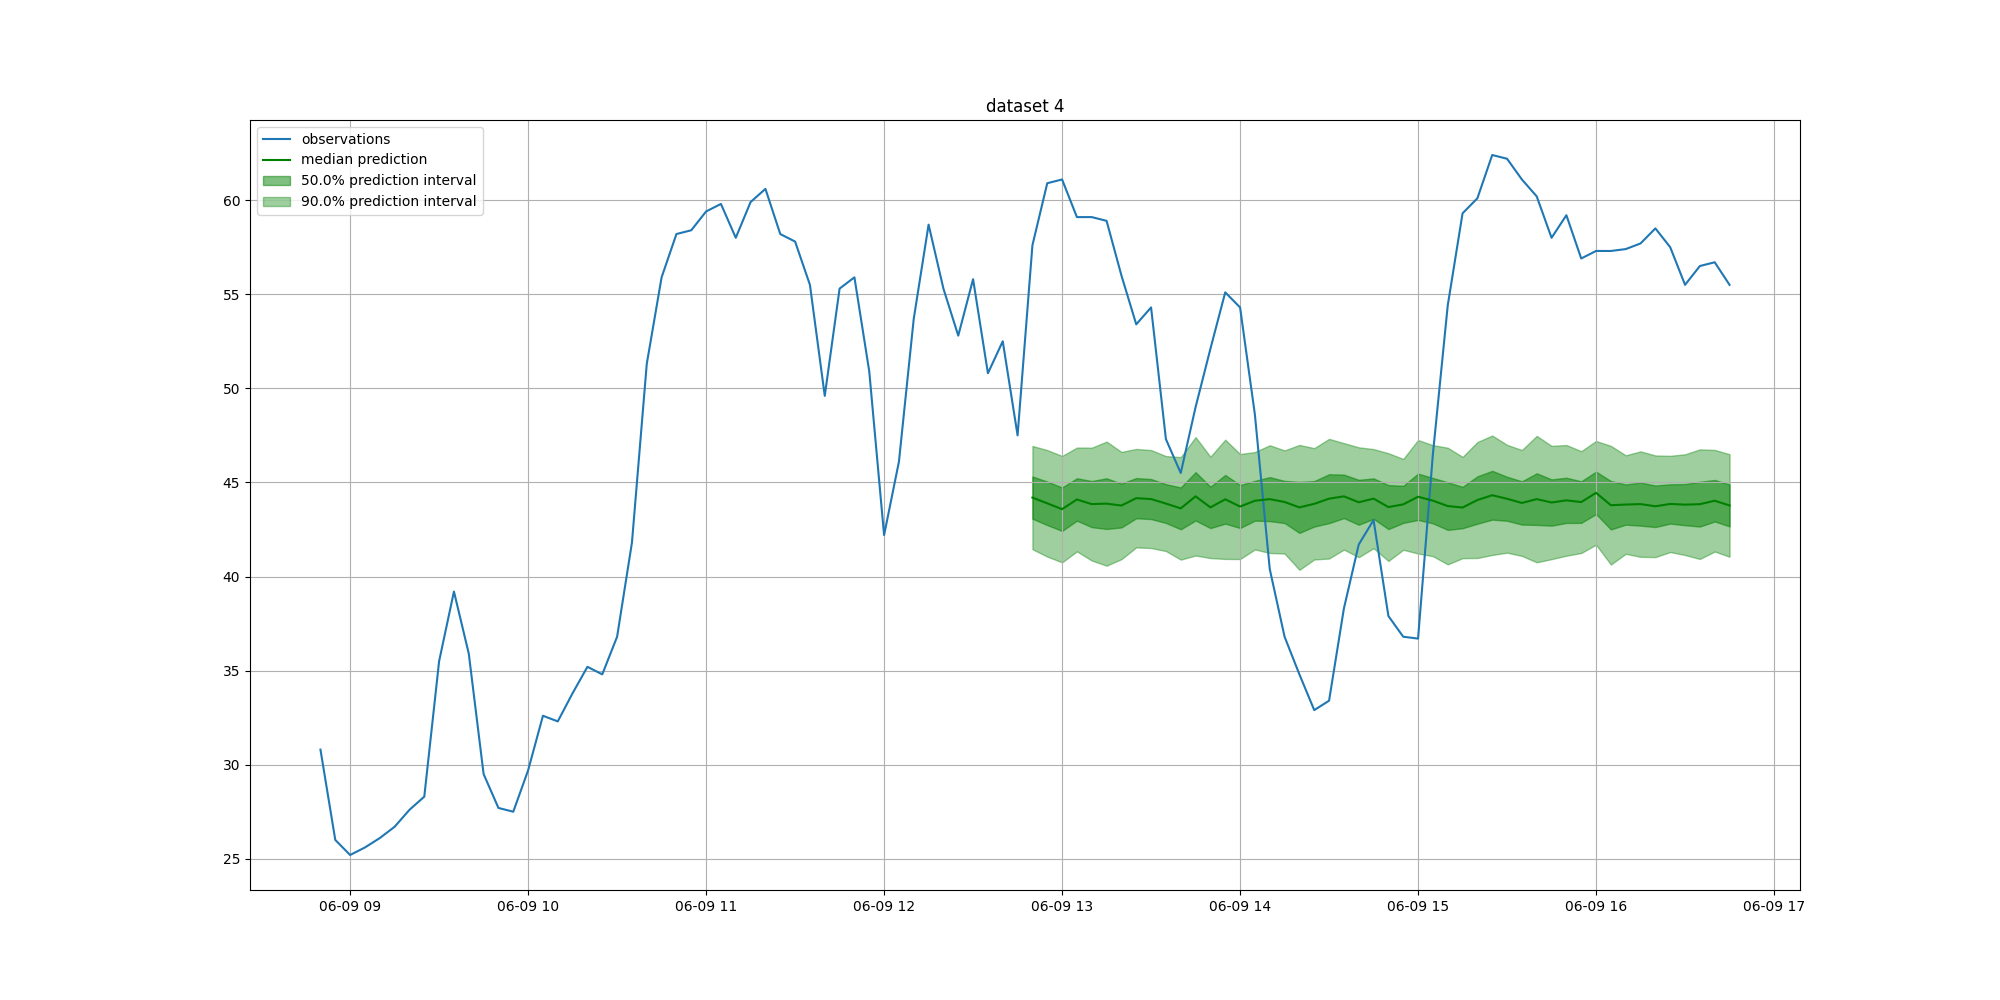 dataset 4
observations
median prediction
50.0% prediction interval
90.0% prediction interval
60
55
50
45
40
35
30
25
06-09 09 06-09 10 06-09 11 06-09 12 06-09 13 06-09 14 06-09 15 06-09 16 06-09 17